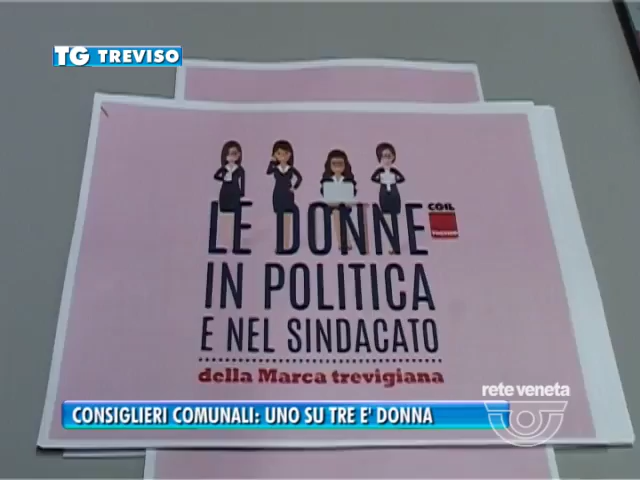 TG TREVISO
LE DONNE
CGIL
IN POLITICA
E NEL SINDACATO
della Marca trevigiana
rete veneta
CONSIGLIERI COMUNALI: UNO SU TRE E' DONNA